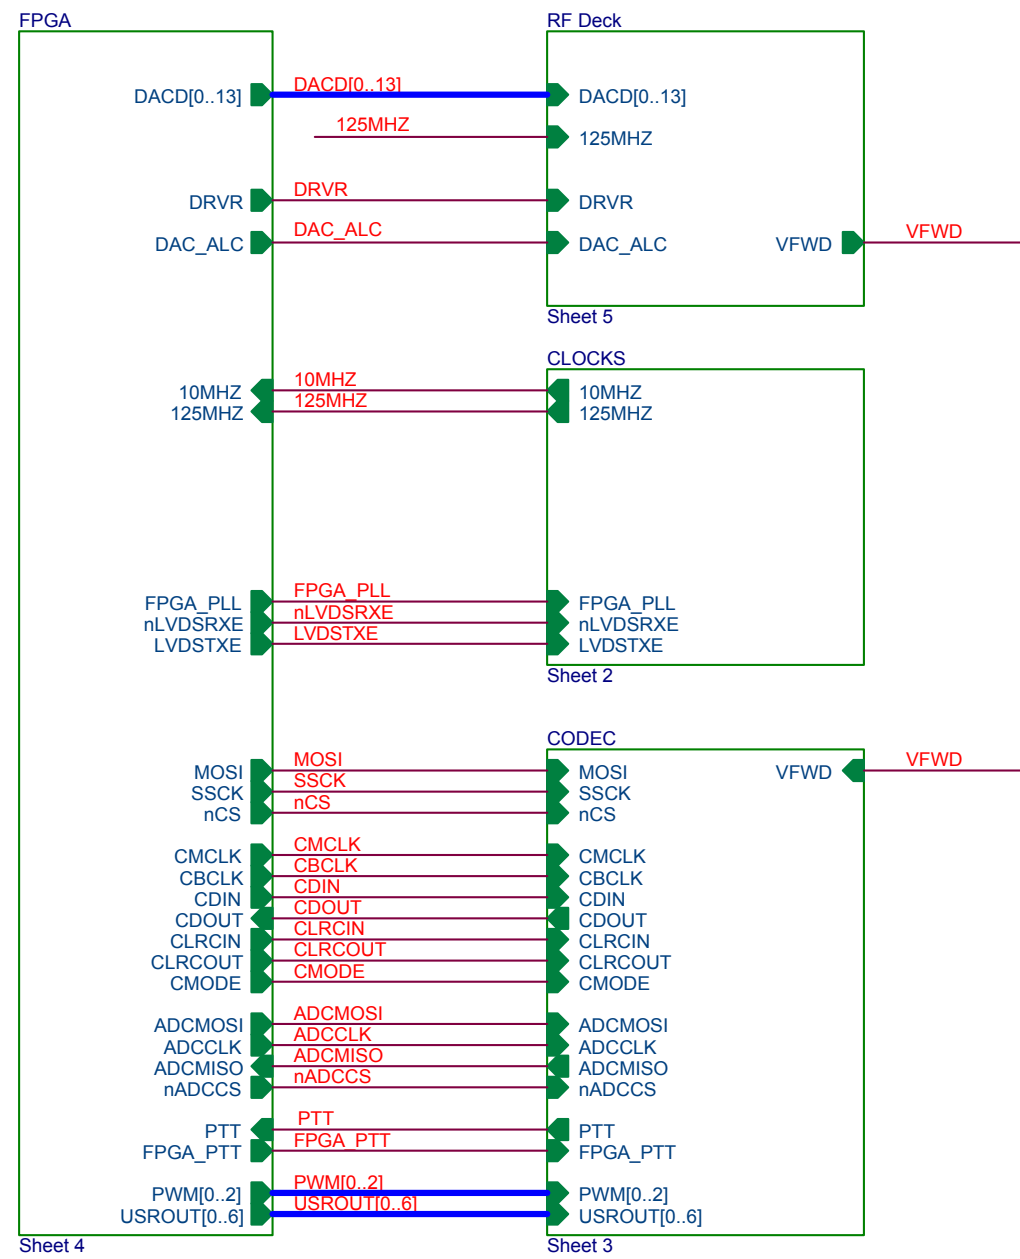 FPGA
RF Deck
DACD[0..13]
DACD[0..13]
DACD[0..13]
125MHZ
125MHZ
DRVR
DRVR
DRVR
DAC_ALC
DAC_ALC
DAC_ALC
VFWD
VFWD
Sheet 5
CLOCKS
10MHZ
10MHZ
10MHZ
125MHZ
125MHZ
125MHZ
FPGA_PLL
FPGA_PLL
FPGA_PLL
nLVDSRXE
nLVDSRXE
nLVDSRXE
LVDSTXE
LVDSTXE
LVDSTXE
Sheet 2
CODEC
MOSI
MOSI
MOSI
VFWD
VFWD
SSCK
SSCK
SSCK
nCS
nCS
nCS
CMCLK
CMCLK
CMCLK
CBCLK
CBCLK
CBCLK
CDIN
CDIN
CDIN
CDOUT
CDOUT
CDOUT
CLRCIN
CLRCIN
CLRCIN
CLRCOUT
CLRCOUT
CLRCOUT
CMODE
CMODE
CMODE
ADCMOSI
ADCMOSI
ADCMOSI
ADCCLK
ADCCLK
ADCCLK
ADCMISO
ADCMISO
ADCMISO
nADCCS
nADCCS
nADCCS
PTT
PTT
PTT
FPGA_PTT
FPGA_PTT
FPGA_PTT
PWM[0..2]
PWM[0..2]
PWM[0..2]
USROUT[0..6]
USROUT[0..6]
USROUT[0..6]
Sheet 4
Sheet 3